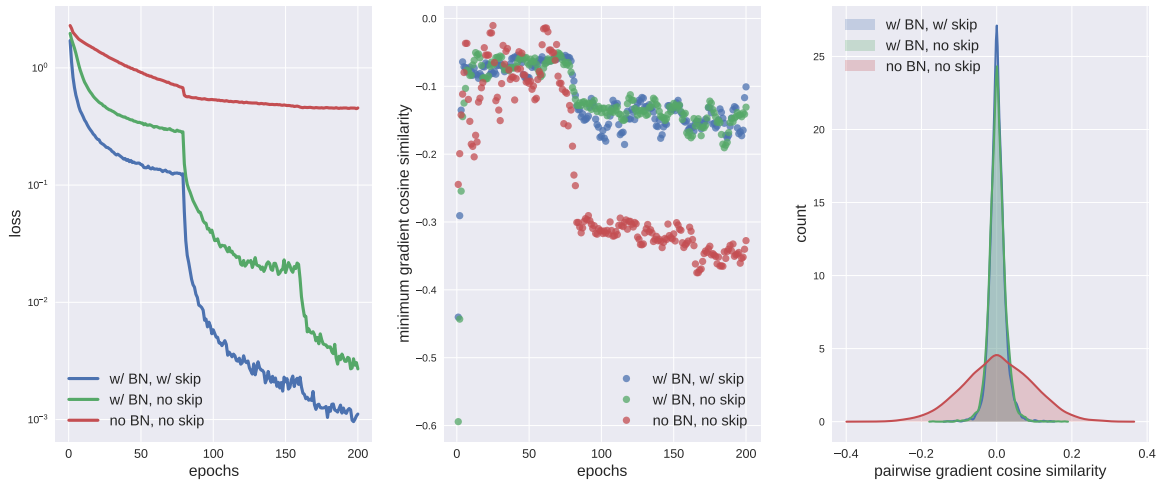 10⁰
10⁻¹
10⁻²
10⁻³
loss
0
50
100
150
200
epochs
w/ BN, w/ skip
w/ BN, no skip
no BN, no skip
−0.0
−0.1
−0.2
−0.3
−0.4
−0.5
−0.6
minimum gradient cosine similarity
0
50
100
150
200
epochs
w/ BN, w/ skip
w/ BN, no skip
no BN, no skip
w/ BN, w/ skip
w/ BN, no skip
no BN, no skip
25
20
15
10
5
0
count
−0.4
−0.2
0.0
0.2
0.4
pairwise gradient cosine similarity